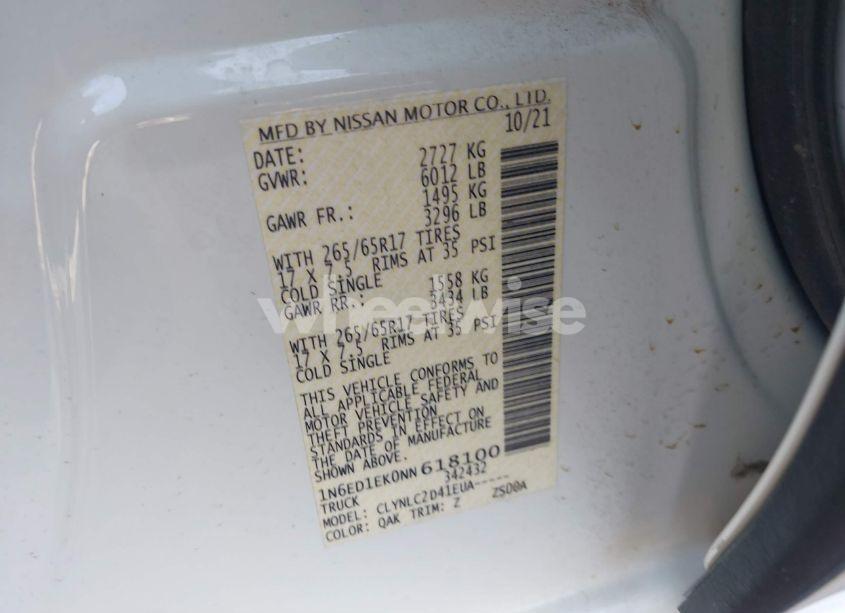 MFD BY NISSAN MOTOR CO., LTD.
DATE: 10/21
GVWR: 2727 KG
6012 LB
GAWR FR.: 1495 KG
3296 LB
WITH 265/65R17 TIRES
17 X 7.5 RIMS AT 35 PSI
COLD SINGLE
GAWR RR.: 1558 KG
3434 LB
WITH 265/65R17 TIRES
17 X 7.5 RIMS AT 35 PSI
COLD SINGLE
THIS VEHICLE CONFORMS TO
ALL APPLICABLE FEDERAL
MOTOR VEHICLE SAFETY AND
THEFT PREVENTION
STANDARDS IN EFFECT ON
THE DATE OF MANUFACTURE
SHOWN ABOVE.
1N6ED1EK0NN618100
TRUCK 342432
MODEL: CLYNLC2D41EUA-----
COLOR: QAK TRIM: Z ZSD0A
wheelwise